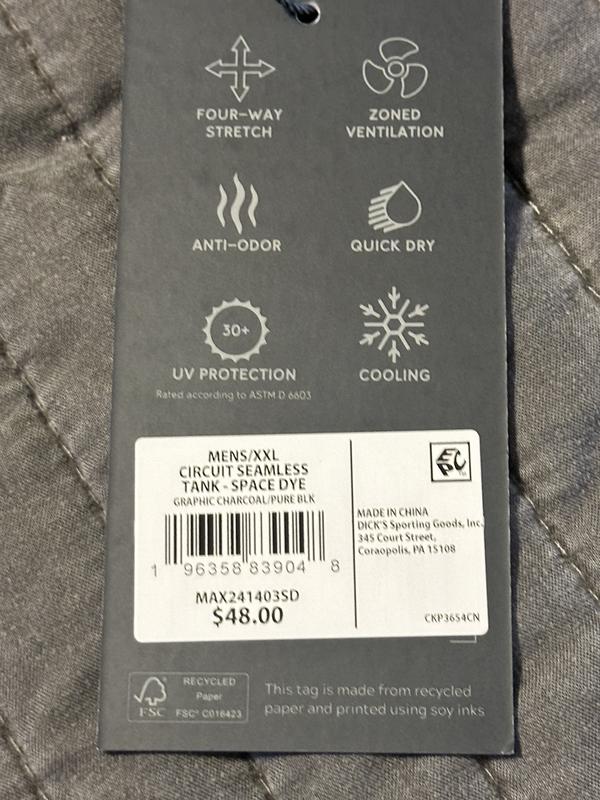 FOUR-WAY
STRETCH
ZONED
VENTILATION
ANTI-ODOR
QUICK DRY
30+
UV PROTECTION
Rated according to ASTM D 6603
COOLING
MENS/XXL
CIRCUIT SEAMLESS
TANK - SPACE DYE
GRAPHIC CHARCOAL/PURE BLK
1 96358 83904 8
MAX241403SD
$48.00
EPC
MADE IN CHINA
DICK'S Sporting Goods, Inc.
345 Court Street,
Coraopolis, PA 15108
CKP3654CN
FSC
RECYCLED
Paper
FSC® C016423
This tag is made from recycled
paper and printed using soy inks